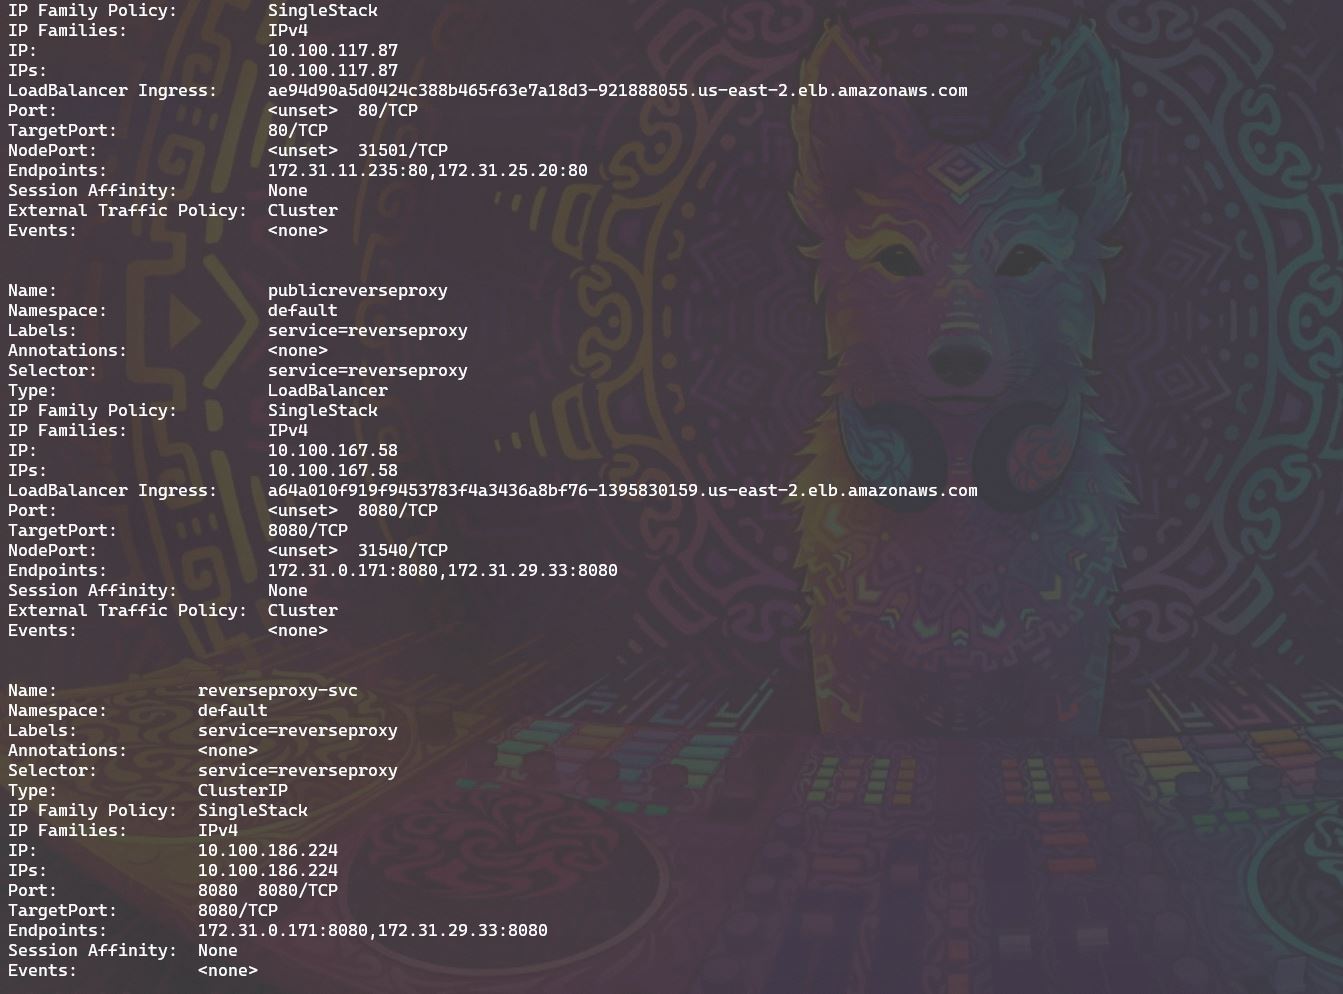 IP Family Policy:         SingleStack
IP Families:              IPv4
IP:                       10.100.117.87
IPs:                      10.100.117.87
LoadBalancer Ingress:     ae94d90a5d0424c388b465f63e7a18d3-921888055.us-east-2.elb.amazonaws.com
Port:                     <unset>  80/TCP
TargetPort:               80/TCP
NodePort:                 <unset>  31501/TCP
Endpoints:                172.31.11.235:80,172.31.25.20:80
Session Affinity:         None
External Traffic Policy:  Cluster
Events:                   <none>
Name:                     publicreverseproxy
Namespace:                default
Labels:                   service=reverseproxy
Annotations:              <none>
Selector:                 service=reverseproxy
Type:                     LoadBalancer
IP Family Policy:         SingleStack
IP Families:              IPv4
IP:                       10.100.167.58
IPs:                      10.100.167.58
LoadBalancer Ingress:     a64a010f919f9453783f4a3436a8bf76-1395830159.us-east-2.elb.amazonaws.com
Port:                     <unset>  8080/TCP
TargetPort:               8080/TCP
NodePort:                 <unset>  31540/TCP
Endpoints:                172.31.0.171:8080,172.31.29.33:8080
Session Affinity:         None
External Traffic Policy:  Cluster
Events:                   <none>
Name:              reverseproxy-svc
Namespace:         default
Labels:            service=reverseproxy
Annotations:       <none>
Selector:          service=reverseproxy
Type:              ClusterIP
IP Family Policy:  SingleStack
IP Families:       IPv4
IP:                10.100.186.224
IPs:               10.100.186.224
Port:              8080  8080/TCP
TargetPort:        8080/TCP
Endpoints:         172.31.0.171:8080,172.31.29.33:8080
Session Affinity:  None
Events:            <none>